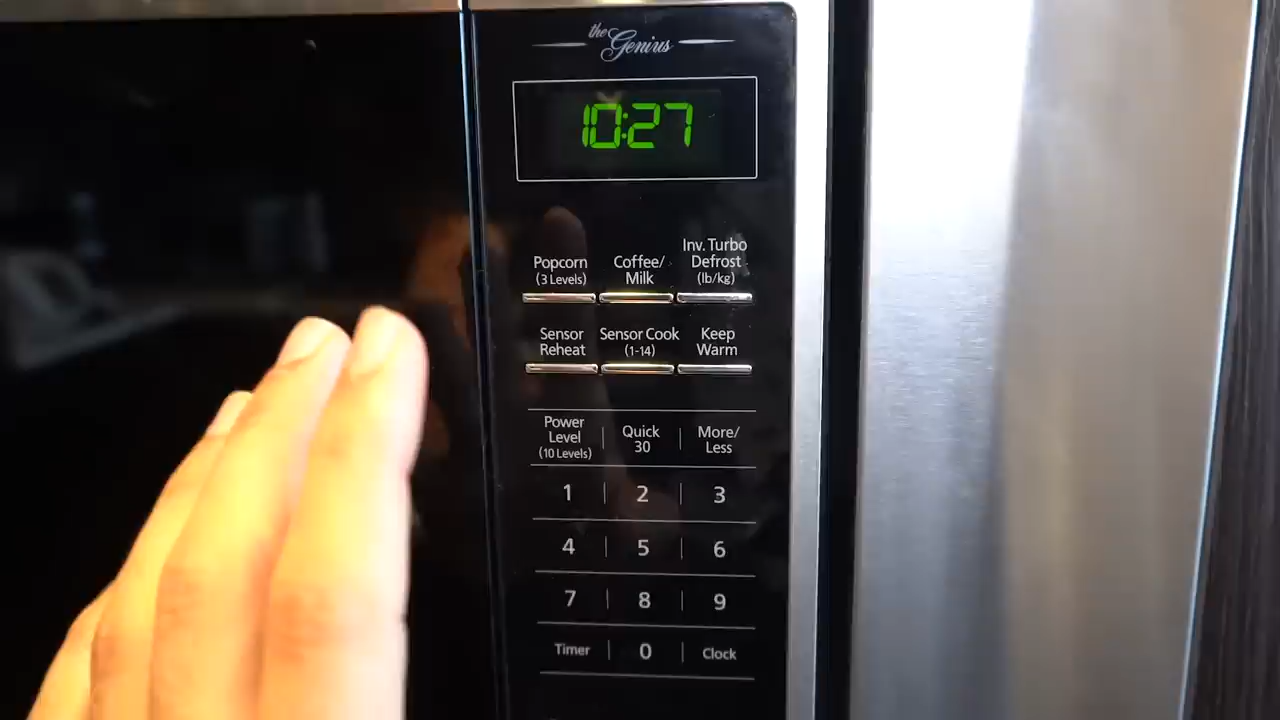 the Genius
10:27
Popcorn
(3 Levels)
Coffee/
Milk
Inv. Turbo
Defrost
(lb/kg)
Sensor
Reheat
Sensor Cook
(1-14)
Keep
Warm
Power
Level
(10 Levels)
Quick
30
More/
Less
1 2 3
4 5 6
7 8 9
Timer 0 Clock